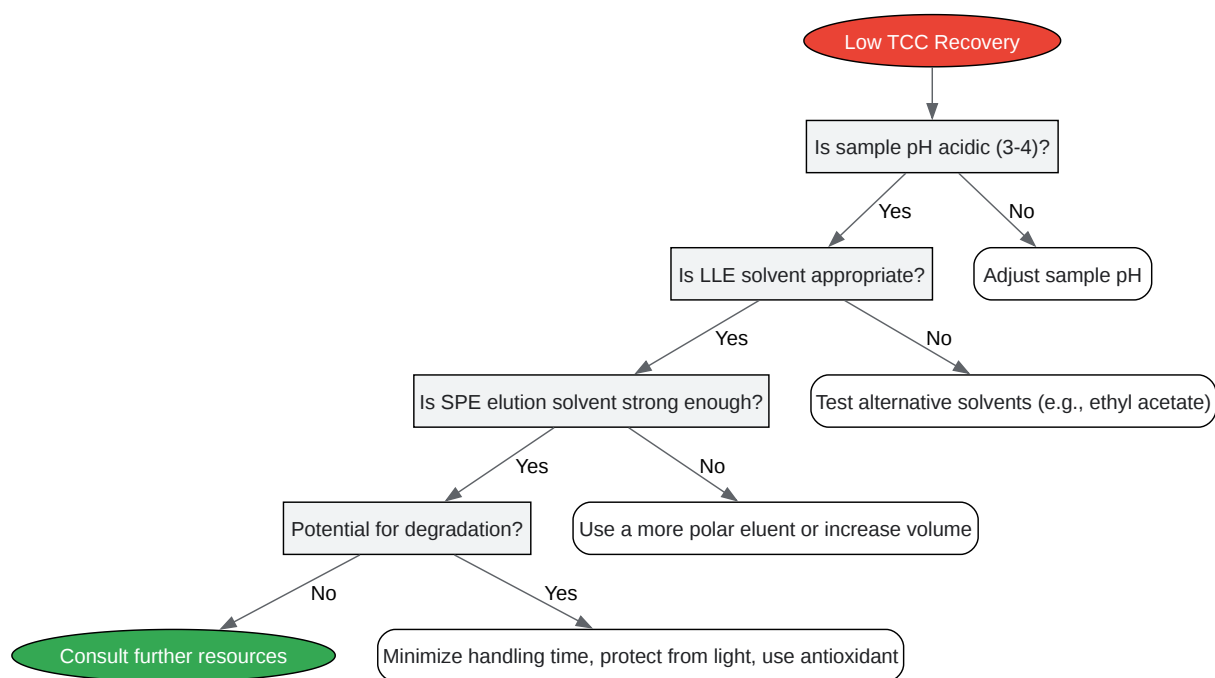 Low TCC Recovery
Is sample pH acidic (3-4)?
Yes
No
Is LLE solvent appropriate?
Adjust sample pH
Yes
No
Is SPE elution solvent strong enough?
Test alternative solvents (e.g., ethyl acetate)
Yes
No
Potential for degradation?
Use a more polar eluent or increase volume
No
Yes
Consult further resources
Minimize handling time, protect from light, use antioxidant